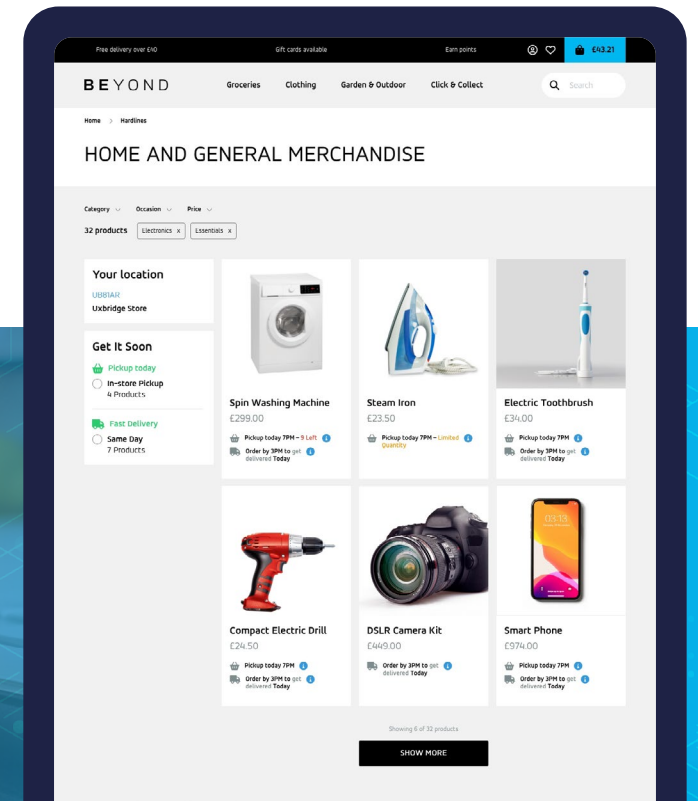 Free delivery over £40
Gift cards available
Earn points
£43.21
BEYOND
Groceries
Clothing
Garden & Outdoor
Click & Collect
Search
Home > Hardlines
HOME AND GENERAL MERCHANDISE
Category
Occasion
Price
32 products
Electronics x
Essentials x
Your location
UB81AR
Uxbridge Store
Get It Soon
Pickup today
In-store Pickup
4 Products
Fast Delivery
Same Day
7 Products
Spin Washing Machine
£299.00
Pickup today 7PM – 9 Left
Order by 3PM to get
delivered Today
Steam Iron
£23.50
Pickup today 7PM – Limited
Quantity
Electric Toothbrush
£34.00
Pickup today 7PM
Order by 3PM to get
delivered Today
Compact Electric Drill
£24.50
Pickup today 7PM
Order by 3PM to get
delivered Today
DSLR Camera Kit
£449.00
Order by 3PM to get
delivered Today
03:13
Smart Phone
£974.00
Pickup today 7PM
Order by 3PM to get
delivered Today
Showing 6 of 32 products
SHOW MORE